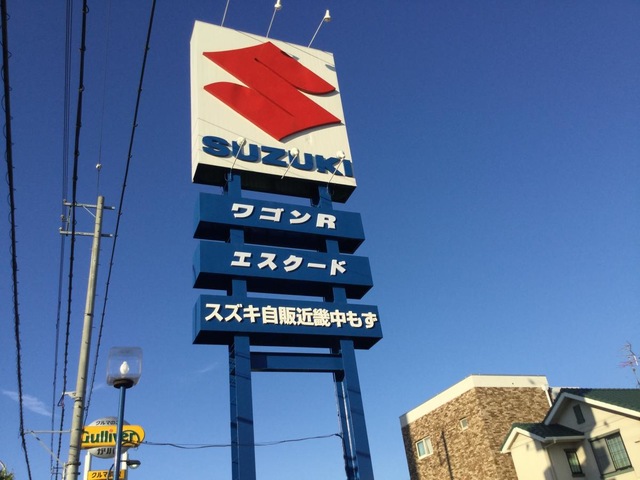 SUZUKI
ワゴンR
エスクード
スズキ自販近畿中もず
Gulliver